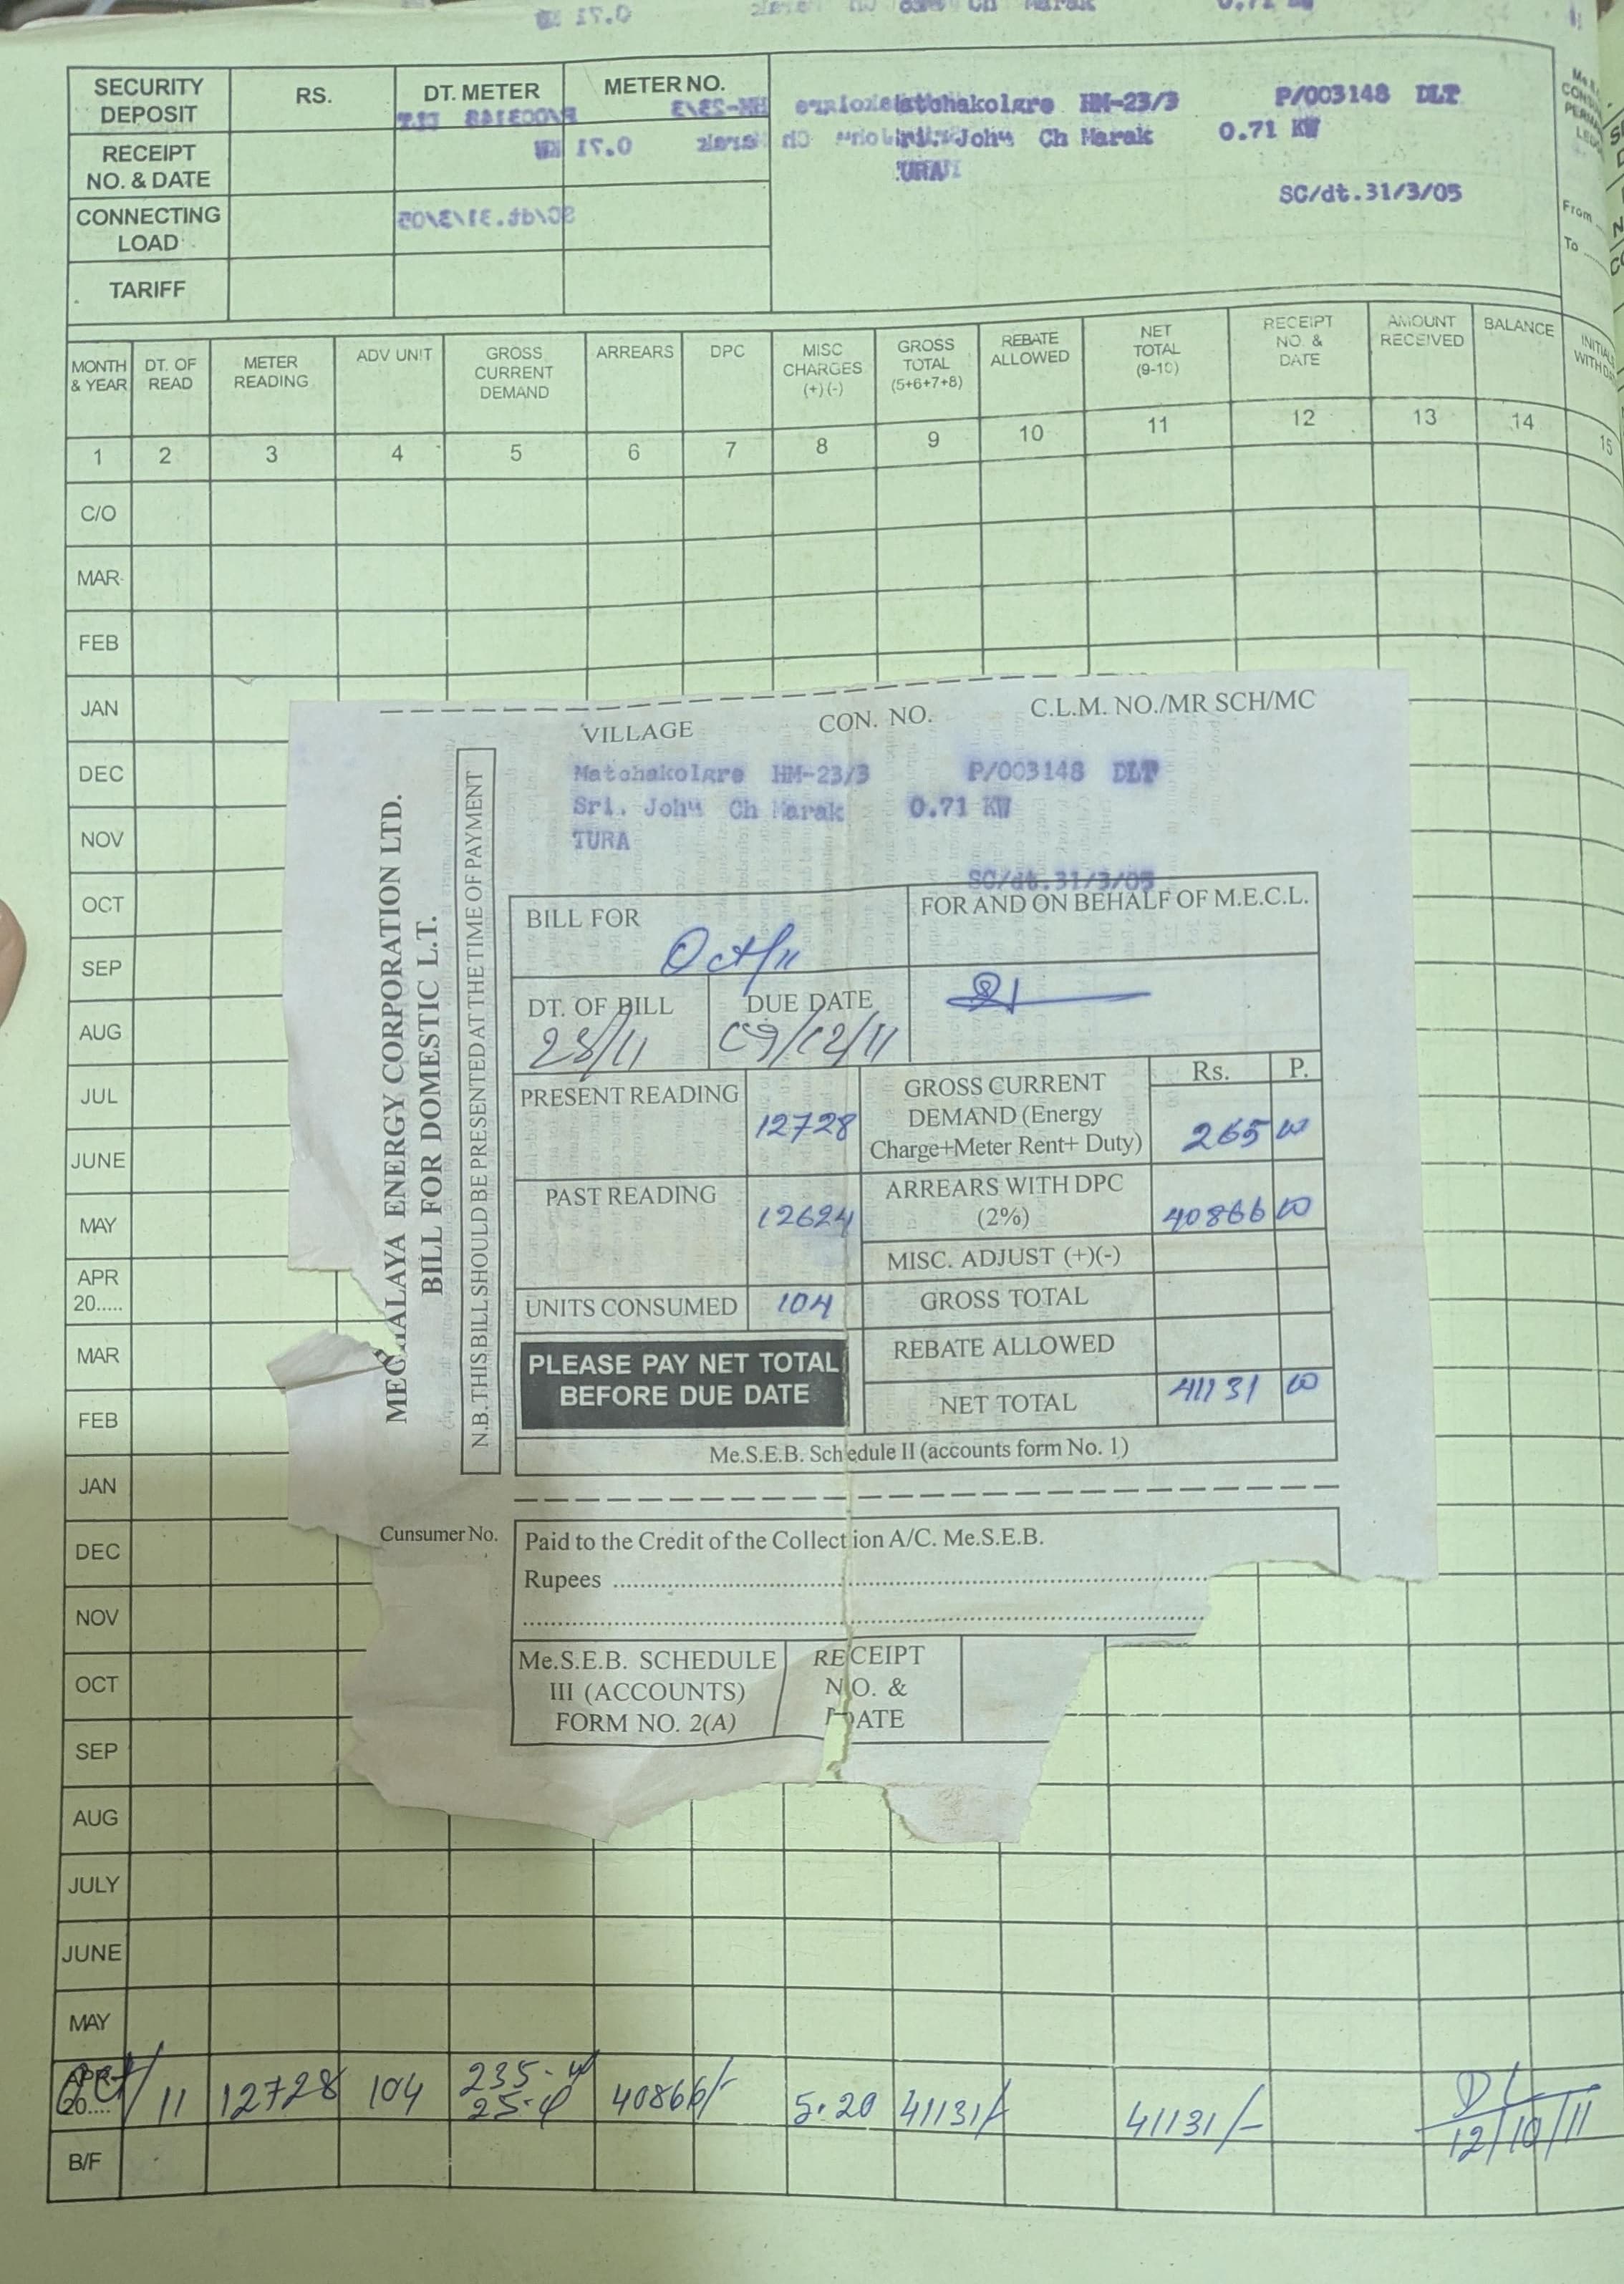 SECURITY DEPOSIT RS. DT. METER METER NO.
RECEIPT NO. & DATE
CONNECTING LOAD
TARIFF
HM-23/3 P/003148 DLT
John Ch Marak 0.71 KW
TURA
SC/dt.31/3/05
From
To
MONTH & YEAR DT. OF READ METER READING ADV UNIT GROSS CURRENT DEMAND ARREARS DPC MISC CHARGES (+) (-) GROSS TOTAL (5+6+7+8) REBATE ALLOWED NET TOTAL (9-10) RECEIPT NO. & DATE AMOUNT RECEIVED BALANCE
1 2 3 4 5 6 7 8 9 10 11 12 13 14 15
C/O
MAR
FEB
JAN
DEC
NOV
OCT
SEP
AUG
JUL
JUNE
MAY
APR 20.....
MAR
FEB
JAN
DEC
NOV
OCT
SEP
AUG
JULY
JUNE
MAY
APR 20....
Oct/11 12728 104 235 40866/- 5.20 41131/- 41131/-
25
12/10/11
B/F
VILLAGE CON. NO. C.L.M. NO./MR SCH/MC
Matchakolgre HM-23/3 P/003148 DLT
Sri. John Ch Marak 0.71 KW
TURA
SC/dt.31/3/05
MEGHALAYA ENERGY CORPORATION LTD.
BILL FOR DOMESTIC L.T.
N.B. THIS BILL SHOULD BE PRESENTED AT THE TIME OF PAYMENT
BILL FOR Oct/11
FOR AND ON BEHALF OF M.E.C.L.
DT. OF BILL DUE DATE
09/12/11
Rs. P.
PRESENT READING 12728
GROSS CURRENT DEMAND (Energy Charge+Meter Rent+ Duty) 265
PAST READING 12624
ARREARS WITH DPC (2%) 40866
MISC. ADJUST (+)(-)
UNITS CONSUMED 104
GROSS TOTAL
PLEASE PAY NET TOTAL BEFORE DUE DATE
REBATE ALLOWED
NET TOTAL 41131
Me.S.E.B. Schedule II (accounts form No. 1)
Cunsumer No.
Paid to the Credit of the Collection A/C. Me.S.E.B.
Rupees
Me.S.E.B. SCHEDULE III (ACCOUNTS) FORM NO. 2(A)
RECEIPT NO. & DATE